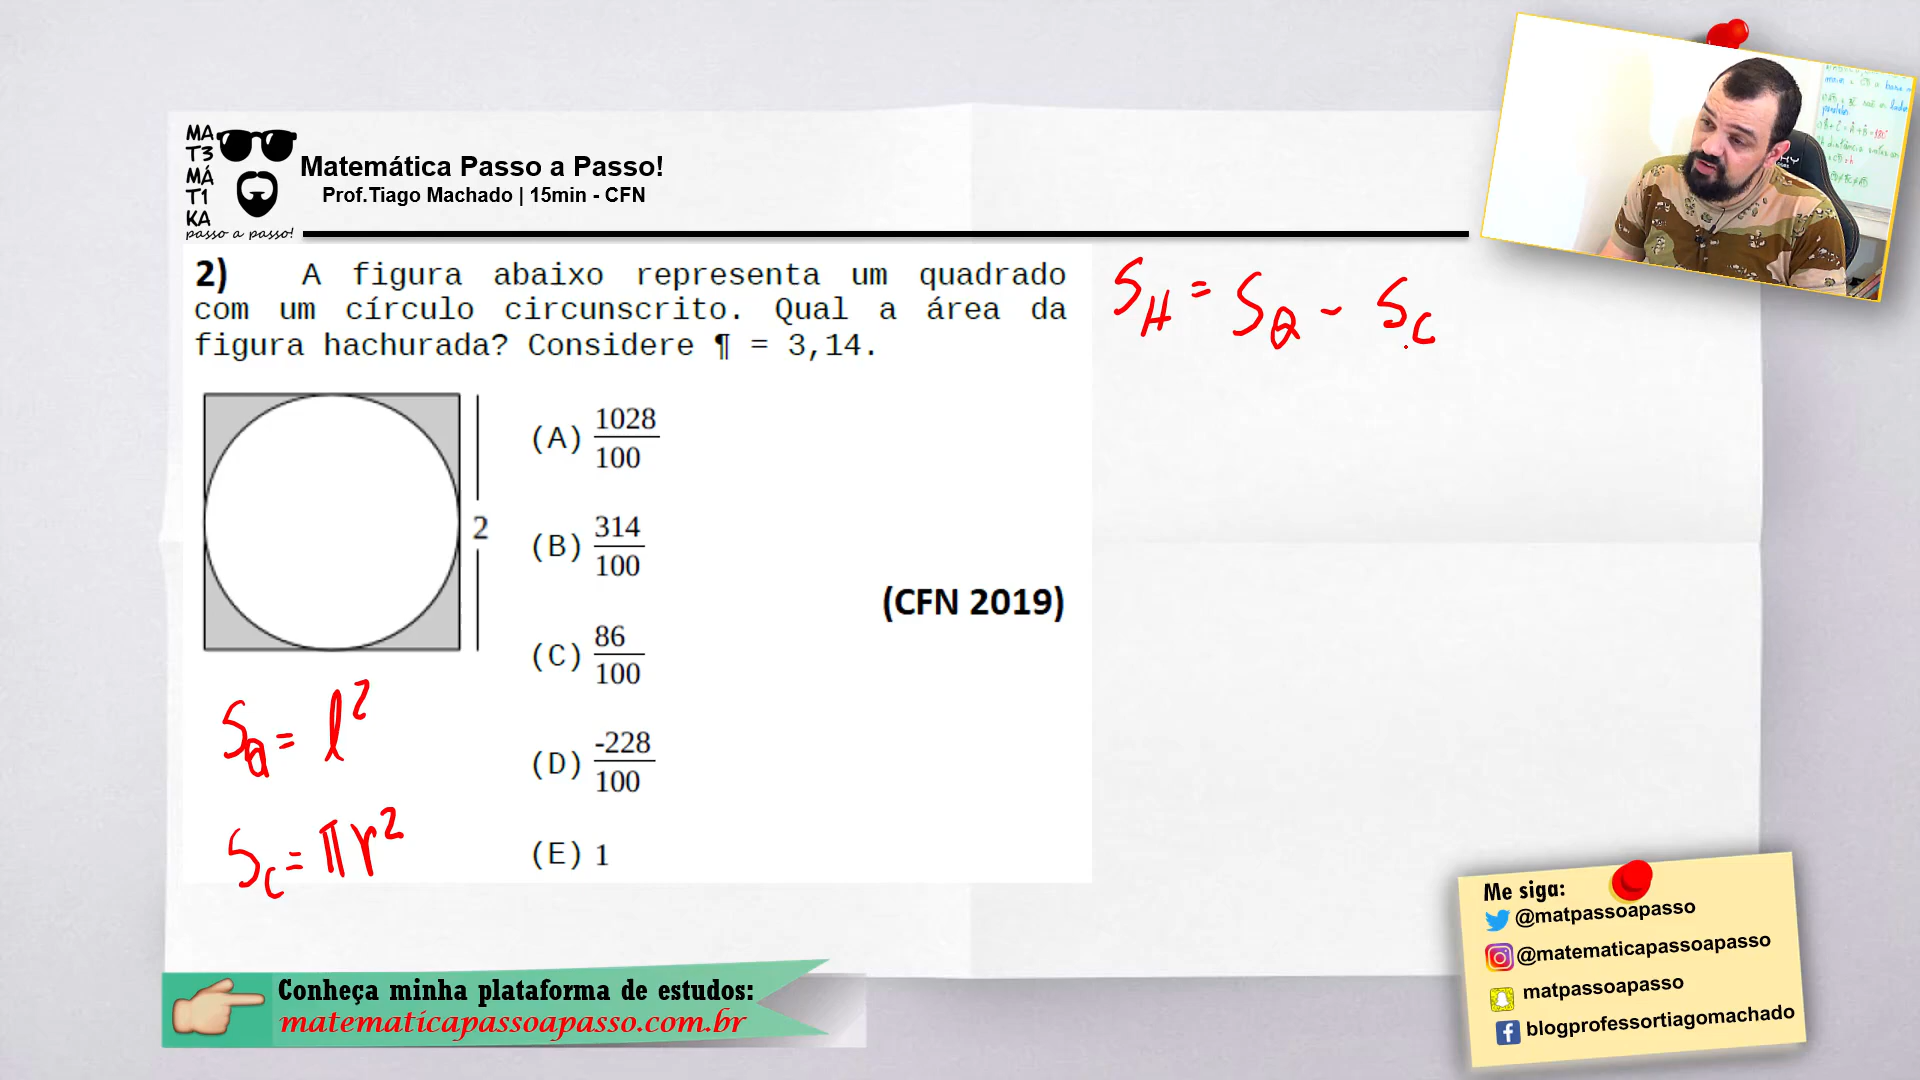 MA
T3
MÁ
T1
KA
passo a passo!
Matemática Passo a Passo!
Prof.Tiago Machado | 15min - CFN
2) A figura abaixo representa um quadrado
com um círculo circunscrito. Qual a área da
figura hachurada? Considere ¶ = 3,14.
2
(A) 1028/100
(B) 314/100
(C) 86/100
(D) -228/100
(E) 1
(CFN 2019)
S_H = S_Q - S_C
S_Q = l²
S_C = πr²
Conheça minha plataforma de estudos:
matematicapassoapasso.com.br
Me siga:
@matpassoapasso
@matematicapassoapasso
matpassoapasso
blogprofessortiagomachado